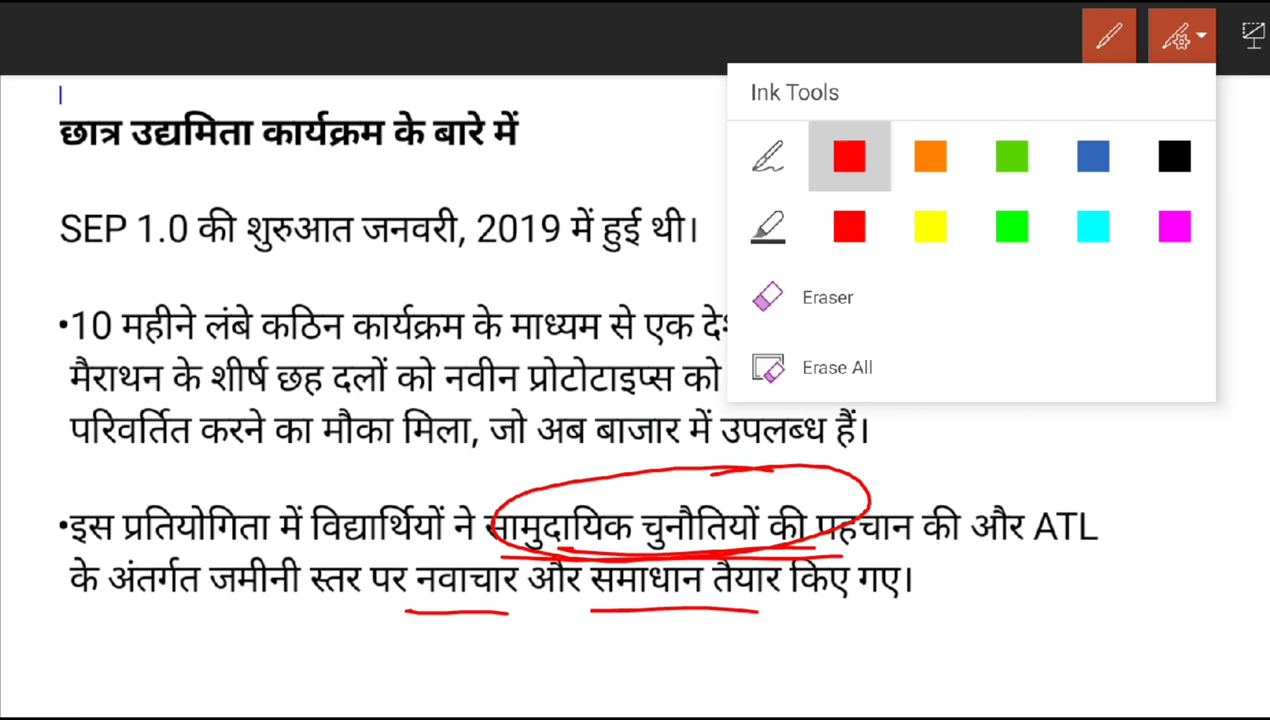 Ink Tools
Eraser
Erase All
छात्र उद्यमिता कार्यक्रम के बारे में
SEP 1.0 की शुरुआत जनवरी, 2019 में हुई थी।
•10 महीने लंबे कठिन कार्यक्रम के माध्यम से एक
मैराथन के शीर्ष छह दलों को नवीन प्रोटोटाइप्स को
परिवर्तित करने का मौका मिला, जो अब बाजार में उपलब्ध हैं।
•इस प्रतियोगिता में विद्यार्थियों ने सामुदायिक चुनौतियों की पहचान की और ATL
के अंतर्गत जमीनी स्तर पर नवाचार और समाधान तैयार किए गए।